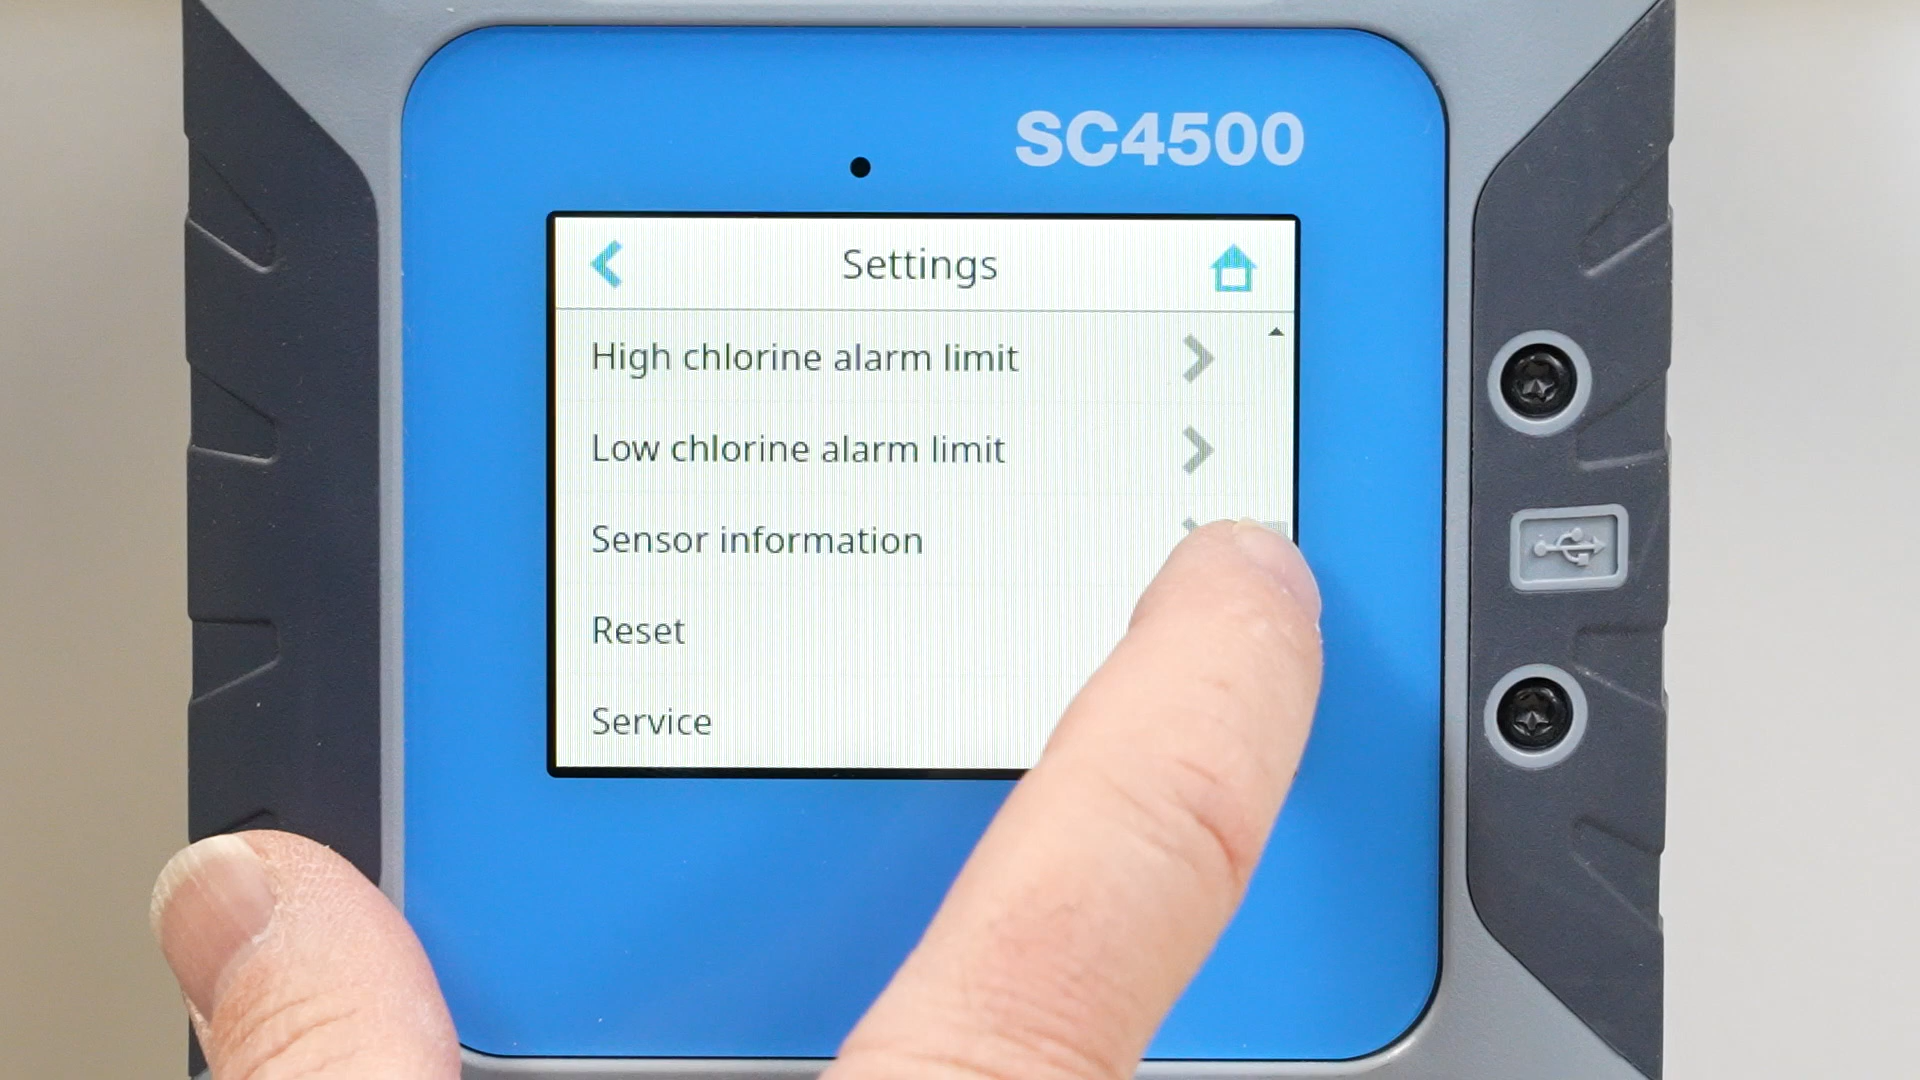 SC4500
Settings
High chlorine alarm limit
Low chlorine alarm limit
Sensor information
Reset
Service